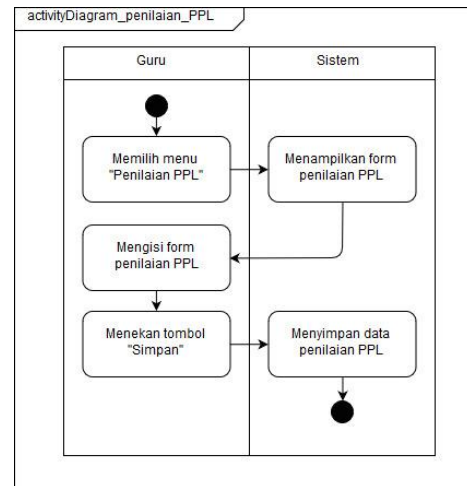 activityDiagram_penilaian_PPL
Guru
Sistem
Memilih menu
"Penilaian PPL"
Menampilkan form
penilaian PPL
Mengisi form
penilaian PPL
Menekan tombol
"Simpan"
Menyimpan data
penilaian PPL